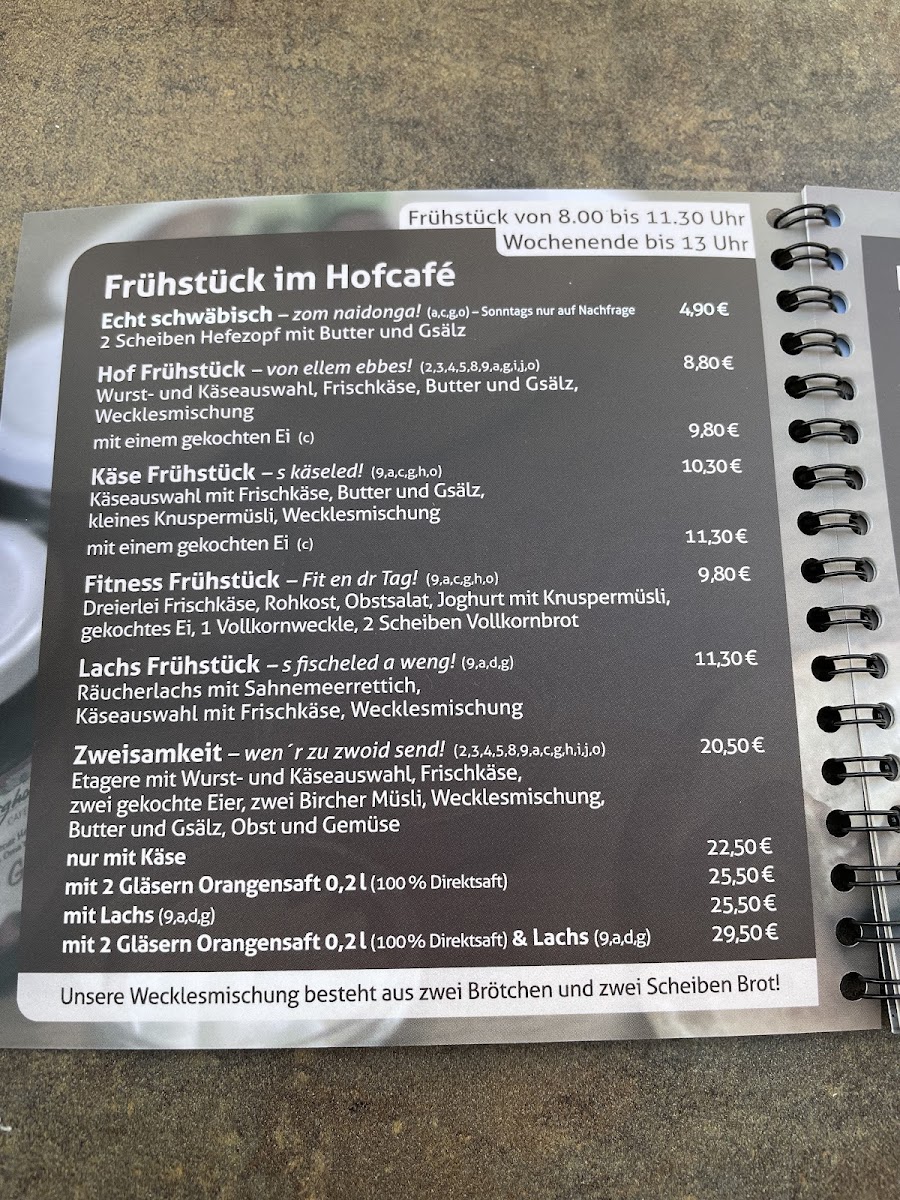 Frühstück von 8.00 bis 11.30 Uhr
Wochenende bis 13 Uhr
Frühstück im Hofcafé
Echt schwäbisch – zom naidonga! (a,c,g,o) – Sonntags nur auf Nachfrage 4,90 €
2 Scheiben Hefezopf mit Butter und Gsälz
Hof Frühstück – von ellem ebbes! (2,3,4,5,8,9,a,g,i,j,o) 8,80 €
Wurst- und Käseauswahl, Frischkäse, Butter und Gsälz,
Wecklesmischung
mit einem gekochten Ei (c) 9,80 €
Käse Frühstück – s käseled! (9,a,c,g,h,o) 10,30 €
Käseauswahl mit Frischkäse, Butter und Gsälz,
kleines Knuspermüsli, Wecklesmischung
mit einem gekochten Ei (c) 11,30 €
Fitness Frühstück – Fit en dr Tag! (9,a,c,g,h,o) 9,80 €
Dreierlei Frischkäse, Rohkost, Obstsalat, Joghurt mit Knuspermüsli,
gekochtes Ei, 1 Vollkornweckle, 2 Scheiben Vollkornbrot
Lachs Frühstück – s fischeled a weng! (9,a,d,g) 11,30 €
Räucherlachs mit Sahnemeerrettich,
Käseauswahl mit Frischkäse, Wecklesmischung
Zweisamkeit – wen´r zu zwoid send! (2,3,4,5,8,9,a,c,g,h,i,j,o) 20,50 €
Etagere mit Wurst- und Käseauswahl, Frischkäse,
zwei gekochte Eier, zwei Bircher Müsli, Wecklesmischung,
Butter und Gsälz, Obst und Gemüse
nur mit Käse 22,50 €
mit 2 Gläsern Orangensaft 0,2 l (100 % Direktsaft) 25,50 €
mit Lachs (9,a,d,g) 25,50 €
mit 2 Gläsern Orangensaft 0,2 l (100 % Direktsaft) & Lachs (9,a,d,g) 29,50 €
Unsere Wecklesmischung besteht aus zwei Brötchen und zwei Scheiben Brot!